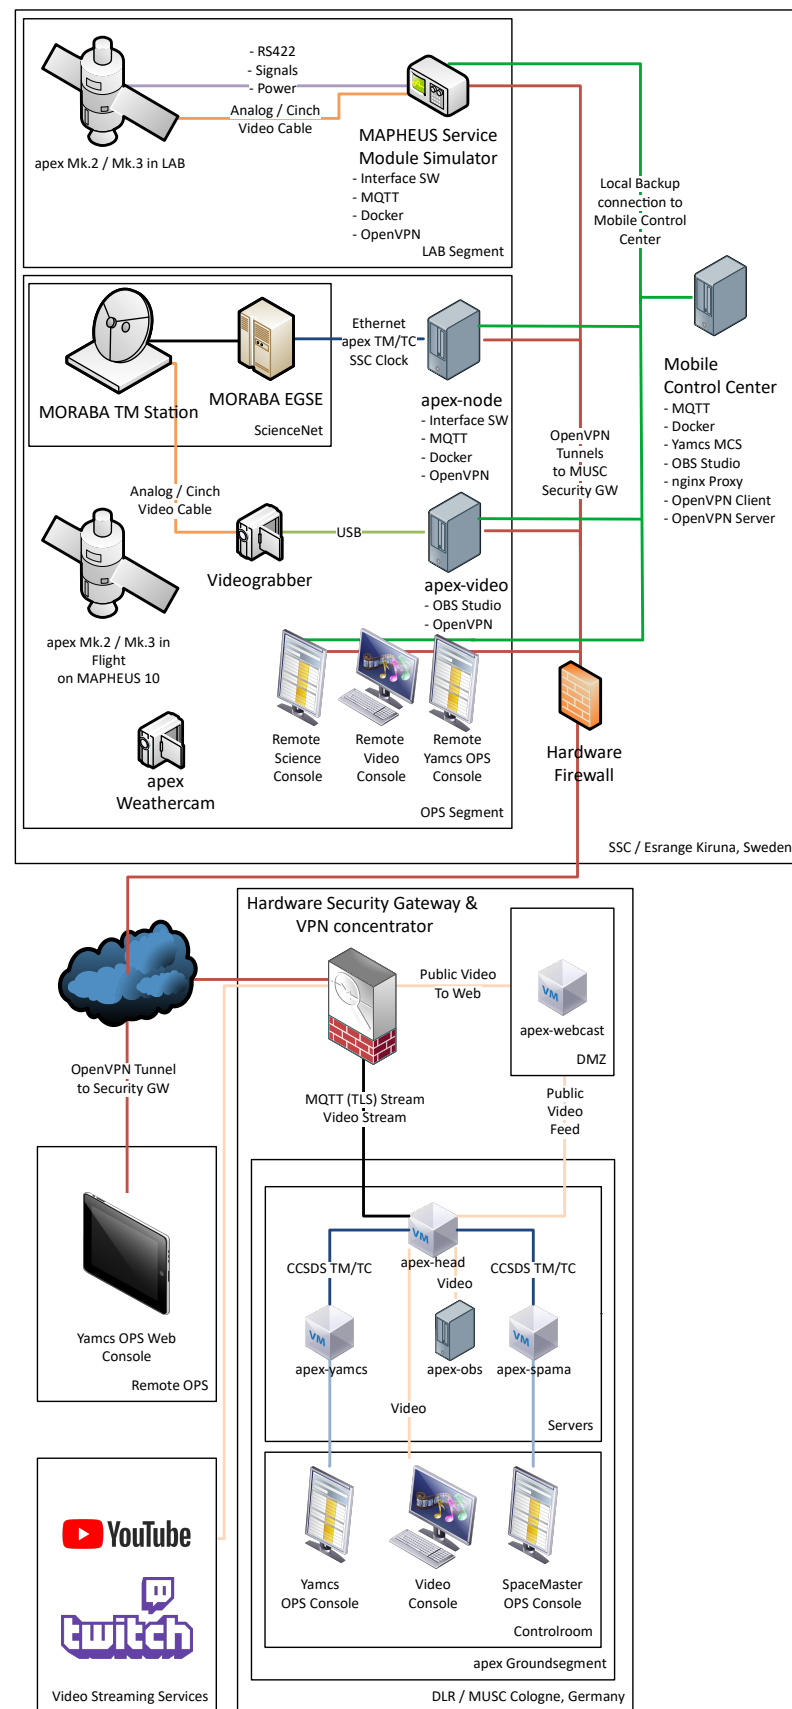 - RS422
- Signals
- Power
Analog / Cinch
Video Cable
apex Mk.2 / Mk.3 in LAB
MAPHEUS Service
Module Simulator
- Interface SW
- MQTT
- Docker
- OpenVPN
LAB Segment
Local Backup
connection to
Mobile Control
Center
Ethernet
apex TM/TC
SSC Clock
MORABA TM Station
MORABA EGSE
ScienceNet
apex-node
- Interface SW
- MQTT
- Docker
- OpenVPN
Mobile
Control Center
- MQTT
- Docker
- Yamcs MCS
- OBS Studio
- nginx Proxy
- OpenVPN Client
- OpenVPN Server
OpenVPN
Tunnels
to MUSC
Security GW
Analog / Cinch
Video Cable
USB
Videograbber
apex-video
- OBS Studio
- OpenVPN
apex Mk.2 / Mk.3 in
Flight
on MAPHEUS 10
apex
Weathercam
Remote
Science
Console
Remote
Video
Console
Remote
Yamcs OPS
Console
OPS Segment
Hardware
Firewall
SSC / Esrange Kiruna, Sweden
Hardware Security Gateway &
VPN concentrator
Public Video
To Web
VM
apex-webcast
DMZ
OpenVPN Tunnel
to Security GW
MQTT (TLS) Stream
Video Stream
Public
Video
Feed
VM
apex-head
CCSDS TM/TC
Video
CCSDS TM/TC
VM
apex-yamcs
apex-obs
VM
apex-spama
Video
Servers
Yamcs OPS Web
Console
Remote OPS
Yamcs
OPS Console
Video
Console
SpaceMaster
OPS Console
Controlroom
apex Groundsegment
DLR / MUSC Cologne, Germany
YouTube
twitch
Video Streaming Services